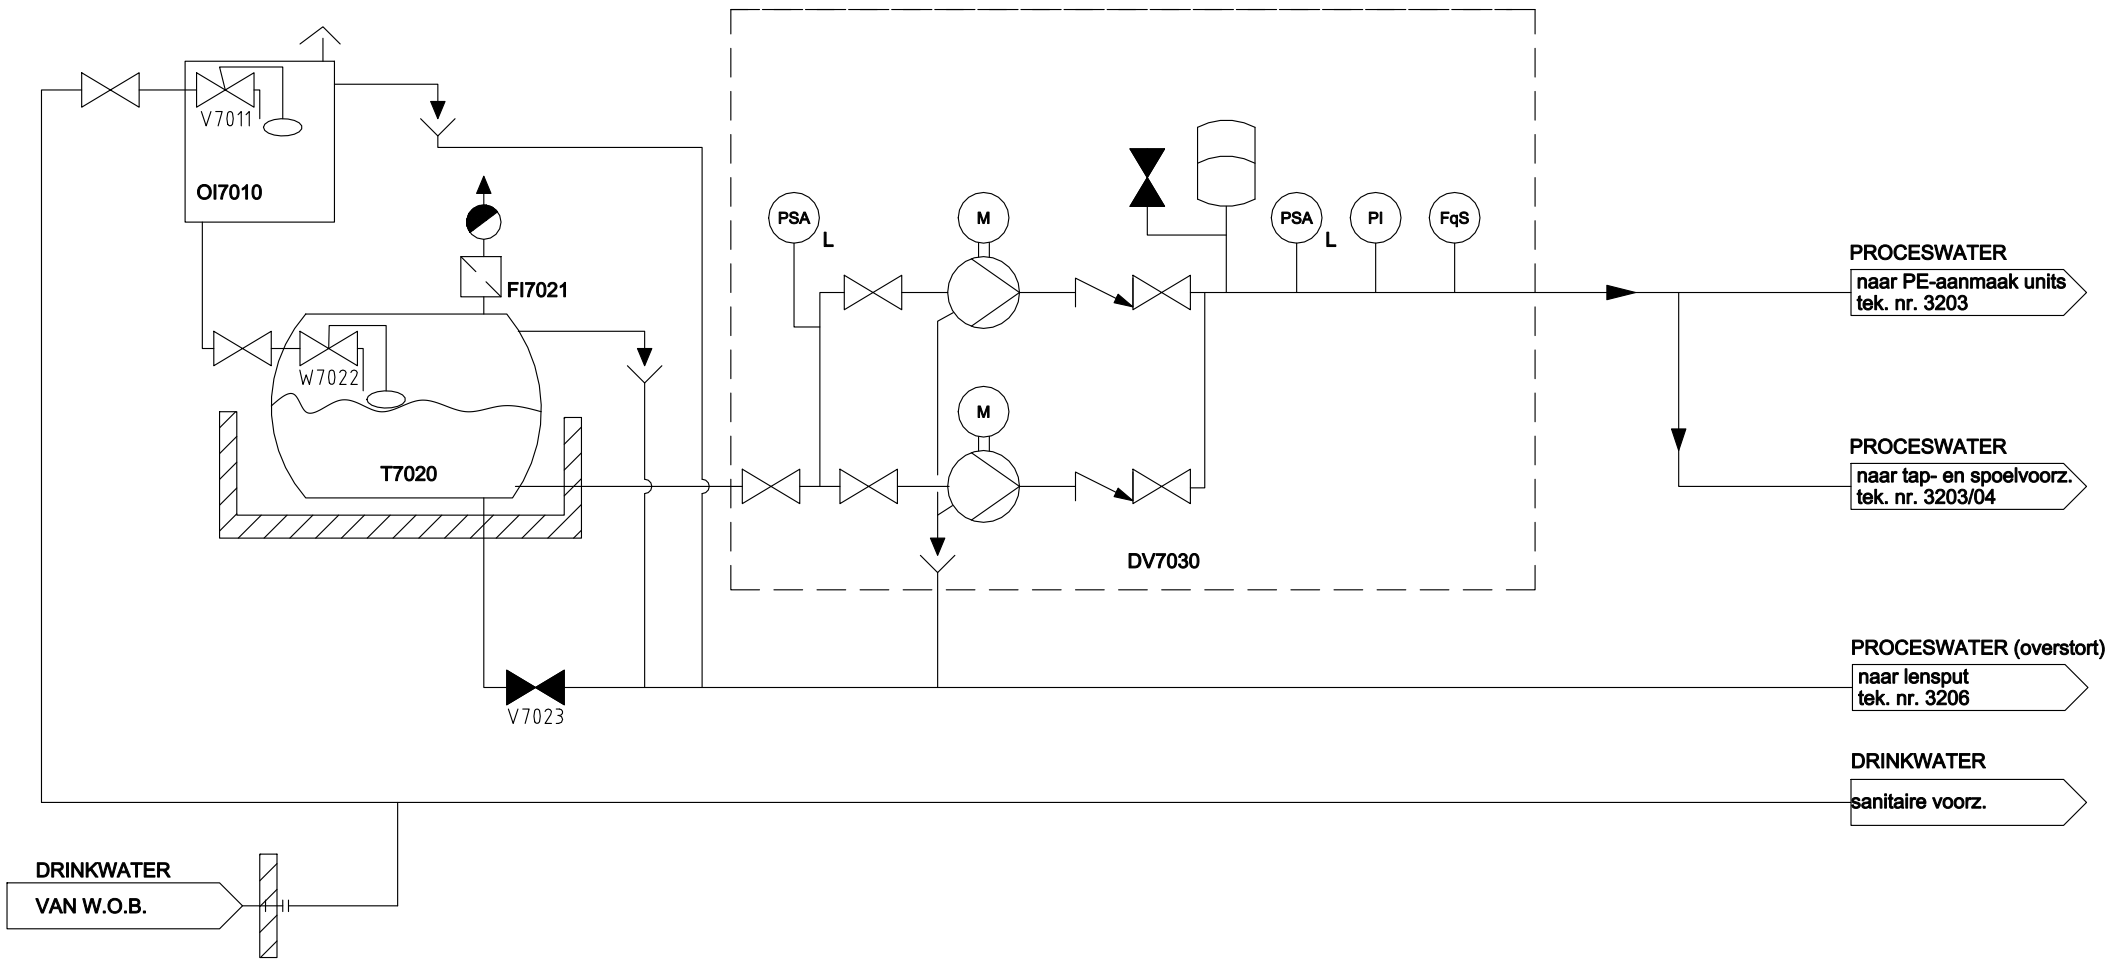 V7011
OI7010
FI7021
W7022
T7020
PSA
L
M
PSA
L
PI
FqS
M
DV7030
V7023
PROCESWATER
naar PE-aanmaak units
tek. nr. 3203
PROCESWATER
naar tap- en spoelvoorz.
tek. nr. 3203/04
PROCESWATER (overstort)
naar lensput
tek. nr. 3206
DRINKWATER
sanitaire voorz.
DRINKWATER
VAN W.O.B.